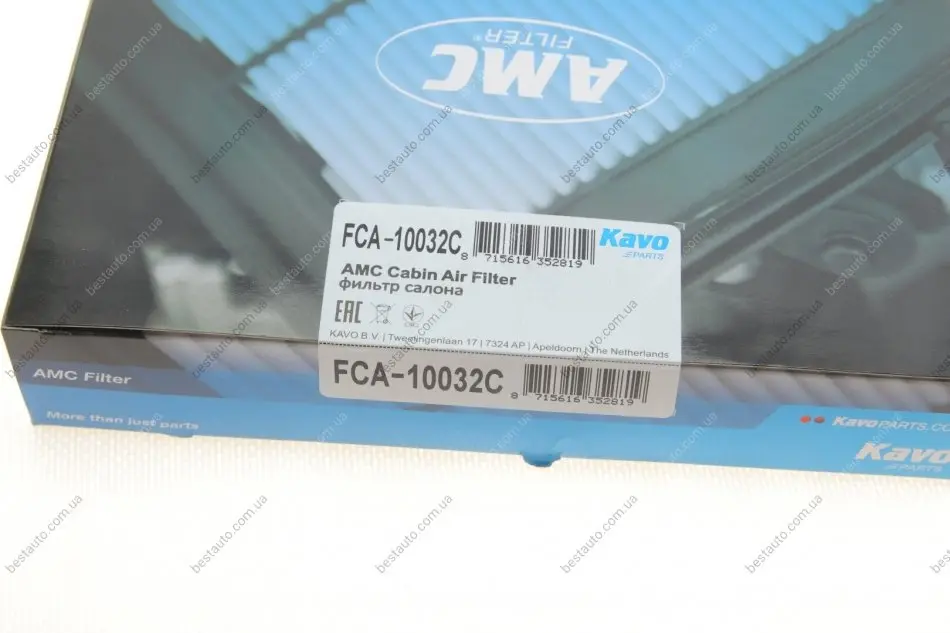 AMC
FILTER®
FCA-10032C
8 715616 352819
Kavo
PARTS
AMC Cabin Air Filter
фильтр салона
EAC
KAVO B.V. | Tweelingenlaan 17 | 7324 AP | Apeldoorn | The Netherlands
FCA-10032C
8 715616 352819
AMC Filter
More than just parts
KavoPARTS.CO
Kavo
PARTS
bestauto.com.ua